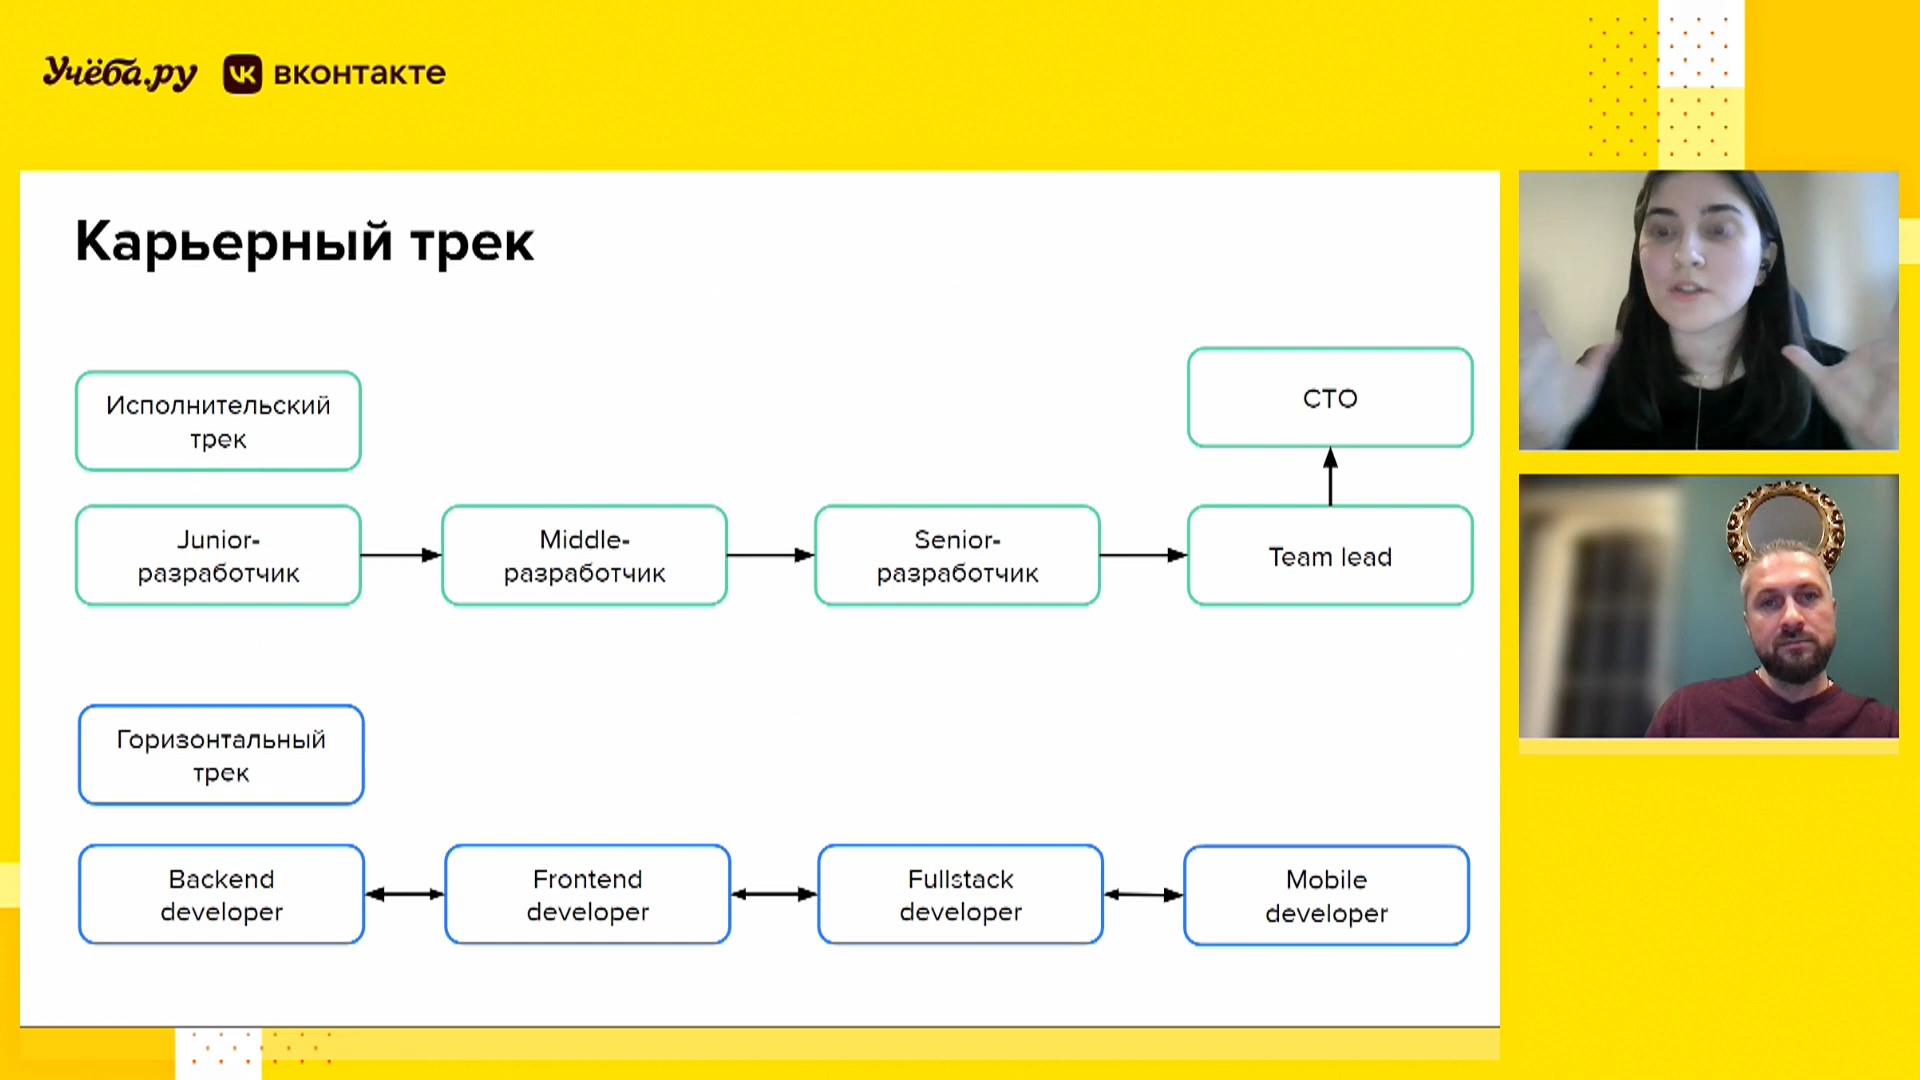 Учёба.ру вконтакте
Карьерный трек
CTO
Исполнительский
трек
Junior-
разработчик
Middle-
разработчик
Senior-
разработчик
Team lead
Горизонтальный
трек
Backend
developer
Frontend
developer
Fullstack
developer
Mobile
developer